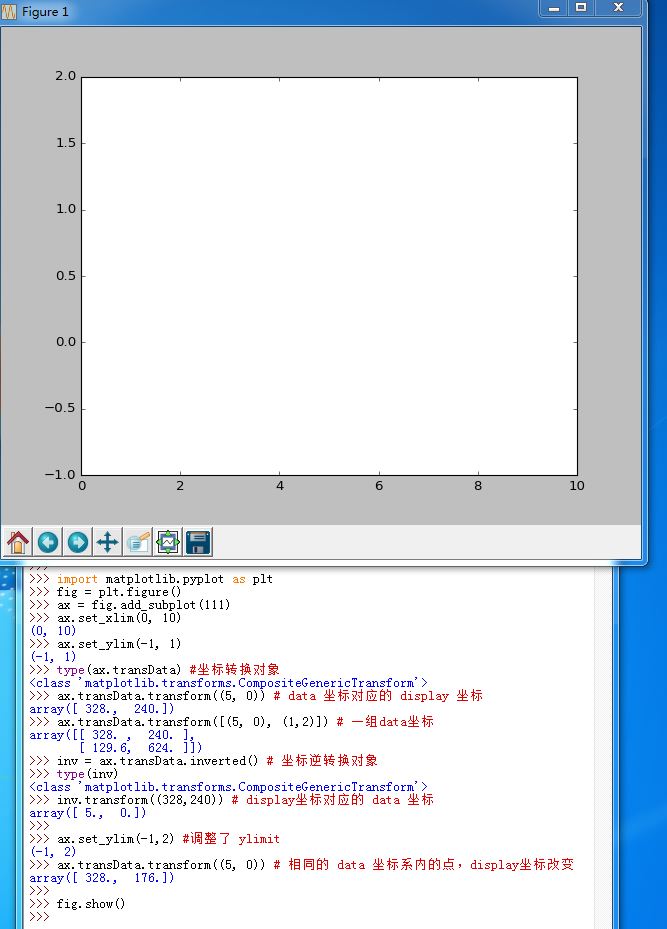 Figure 1
2.0
1.5
1.0
0.5
0.0
−0.5
−1.0
0 2 4 6 8 10
>>>
>>> import matplotlib.pyplot as plt
>>> fig = plt.figure()
>>> ax = fig.add_subplot(111)
>>> ax.set_xlim(0, 10)
(0, 10)
>>> ax.set_ylim(-1, 1)
(-1, 1)
>>> type(ax.transData) #坐标转换对象
<class 'matplotlib.transforms.CompositeGenericTransform'>
>>> ax.transData.transform((5, 0)) # data 坐标对应的 display 坐标
array([ 328.,  240.])
>>> ax.transData.transform([(5, 0), (1,2)]) # 一组data坐标
array([[ 328. ,  240. ],
       [ 129.6,  624. ]])
>>> inv = ax.transData.inverted() # 坐标逆转换对象
>>> type(inv)
<class 'matplotlib.transforms.CompositeGenericTransform'>
>>> inv.transform((328,240)) # display坐标对应的 data 坐标
array([ 5.,  0.])
>>>
>>> ax.set_ylim(-1,2) #调整了 ylimit
(-1, 2)
>>> ax.transData.transform((5, 0)) # 相同的 data 坐标系内的点，display坐标改变
array([ 328.,  176.])
>>>
>>> fig.show()
>>>